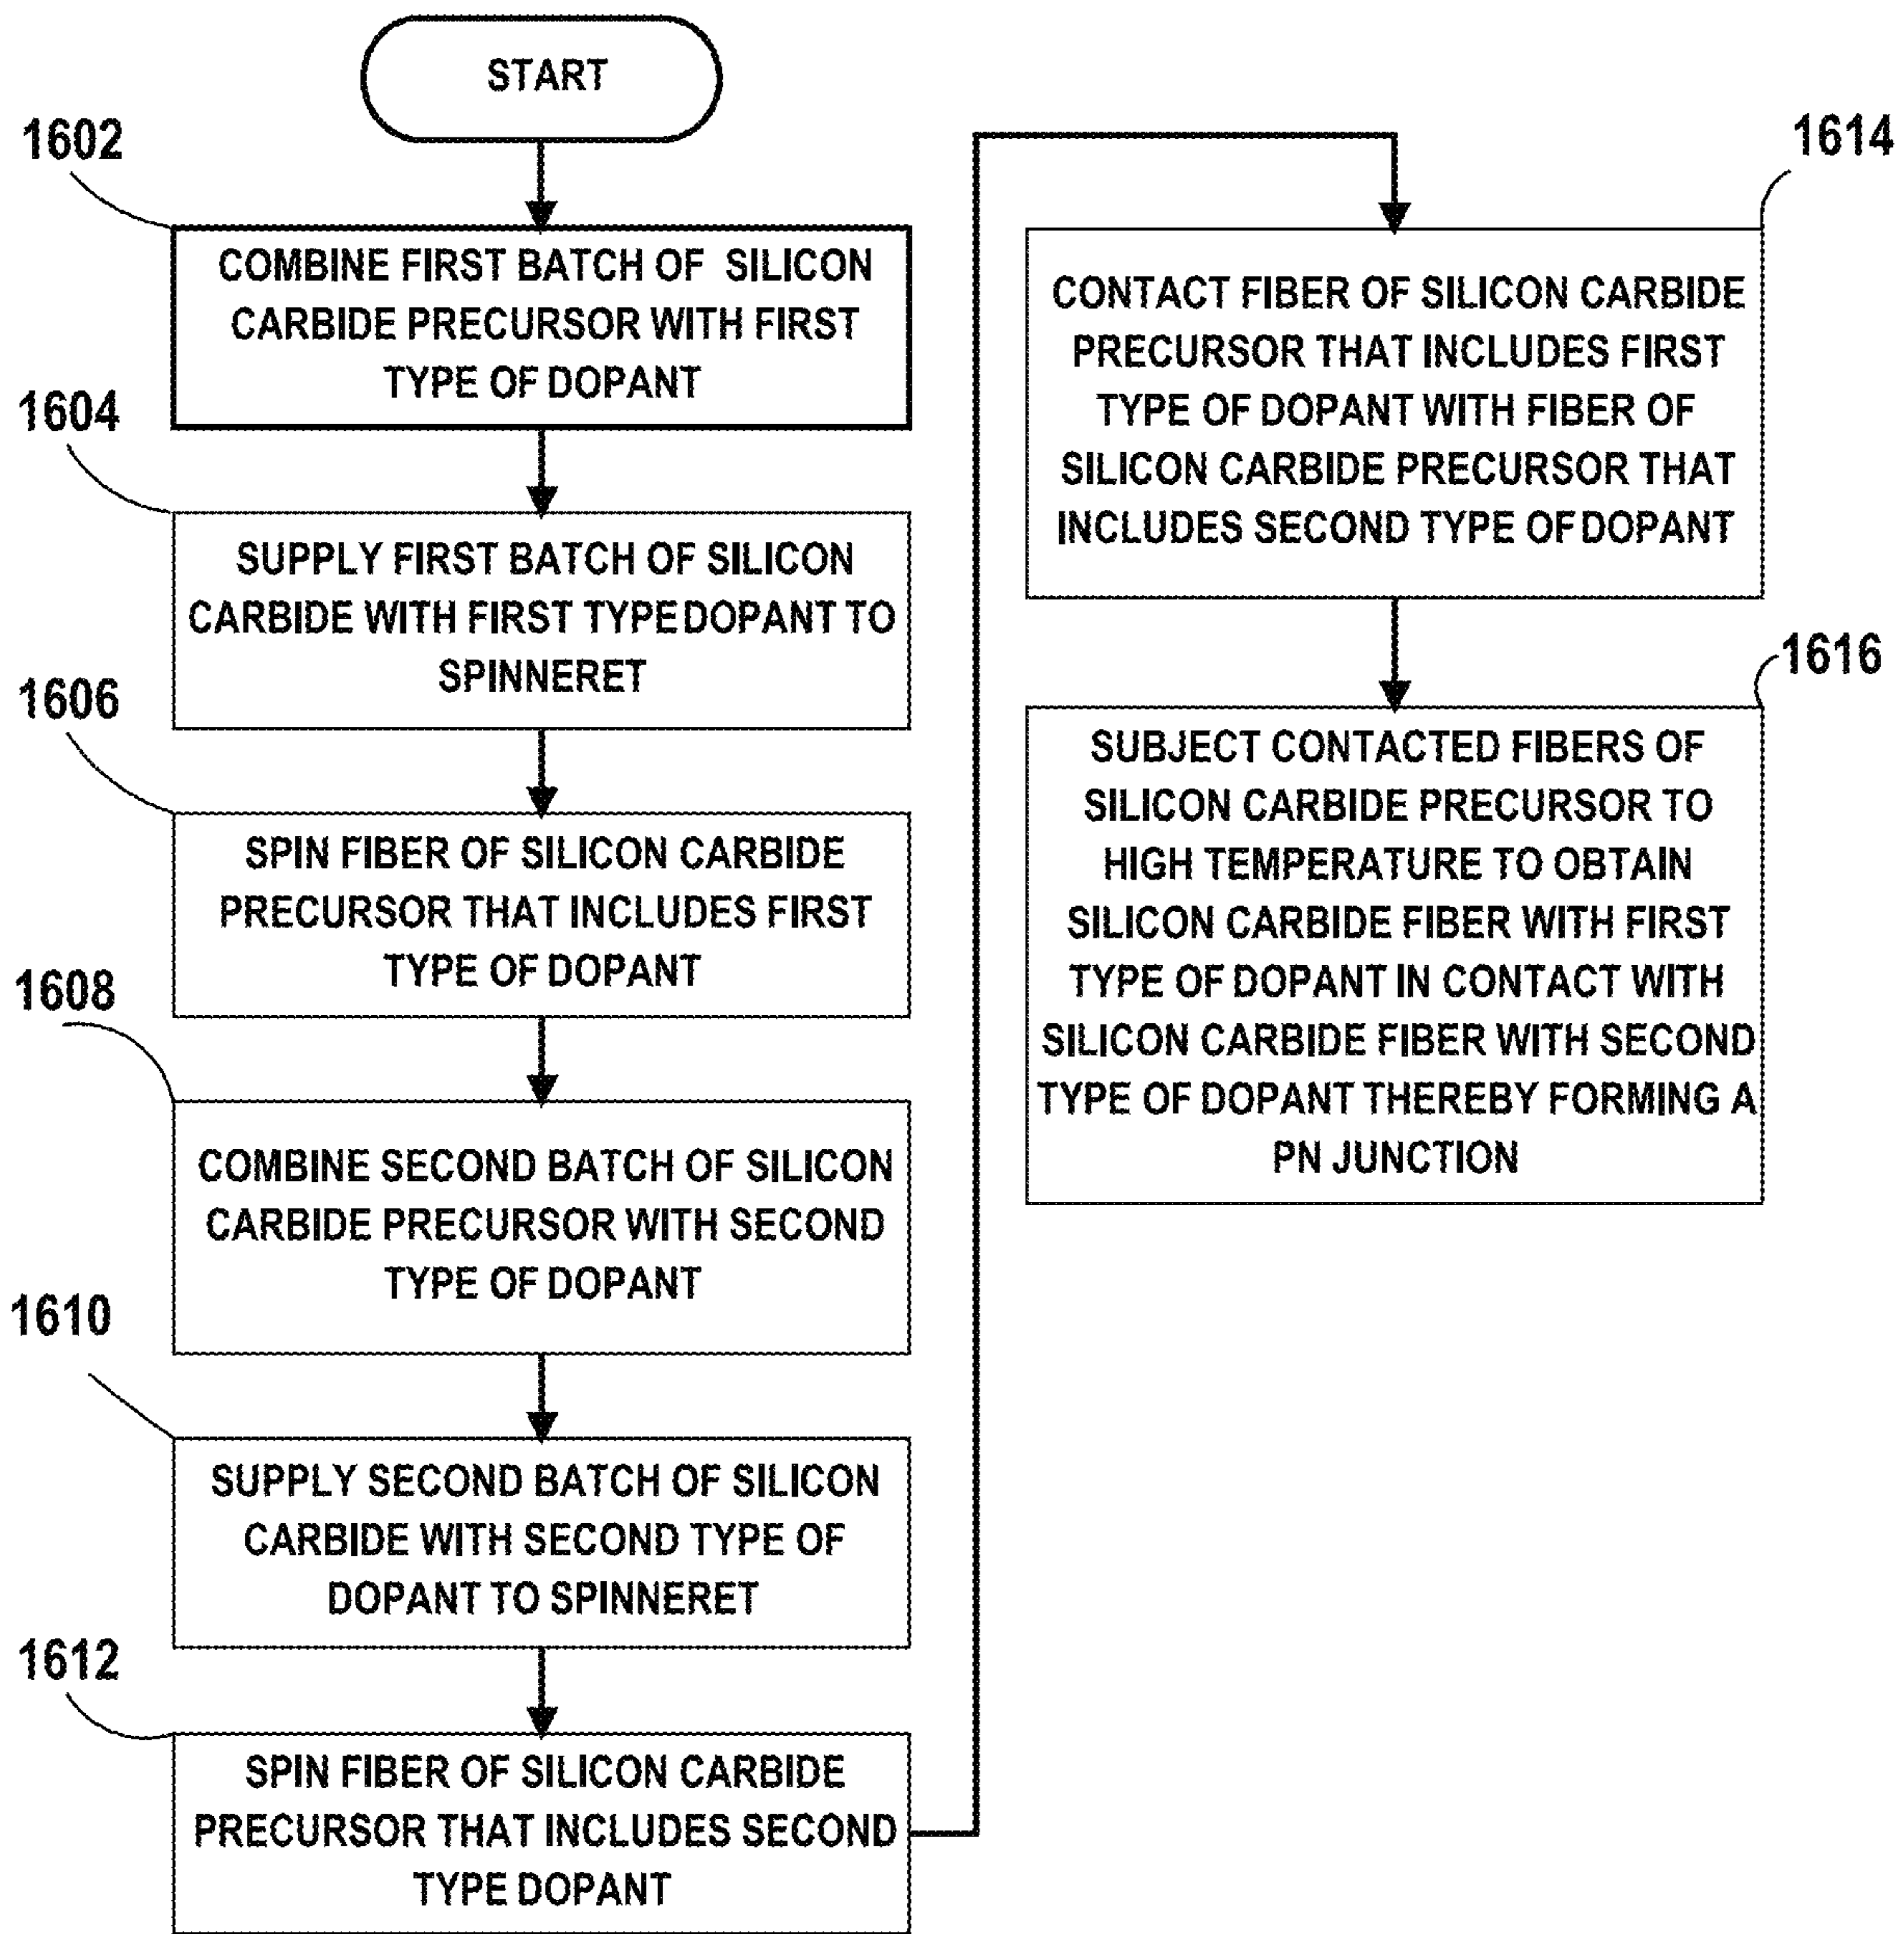 START
1602
COMBINE FIRST BATCH OF SILICON
CARBIDE PRECURSOR WITH FIRST
TYPE OF DOPANT
1604
SUPPLY FIRST BATCH OF SILICON
CARBIDE WITH FIRST TYPE DOPANT TO
SPINNERET
1606
SPIN FIBER OF SILICON CARBIDE
PRECURSOR THAT INCLUDES FIRST
TYPE OF DOPANT
1608
COMBINE SECOND BATCH OF SILICON
CARBIDE PRECURSOR WITH SECOND
TYPE OF DOPANT
1610
SUPPLY SECOND BATCH OF SILICON
CARBIDE WITH SECOND TYPE OF
DOPANT TO SPINNERET
1612
SPIN FIBER OF SILICON CARBIDE
PRECURSOR THAT INCLUDES SECOND
TYPE DOPANT
1614
CONTACT FIBER OF SILICON CARBIDE
PRECURSOR THAT INCLUDES FIRST
TYPE OF DOPANT WITH FIBER OF
SILICON CARBIDE PRECURSOR THAT
INCLUDES SECOND TYPE OF DOPANT
1616
SUBJECT CONTACTED FIBERS OF
SILICON CARBIDE PRECURSOR TO
HIGH TEMPERATURE TO OBTAIN
SILICON CARBIDE FIBER WITH FIRST
TYPE OF DOPANT IN CONTACT WITH
SILICON CARBIDE FIBER WITH SECOND
TYPE OF DOPANT THEREBY FORMING A
PN JUNCTION